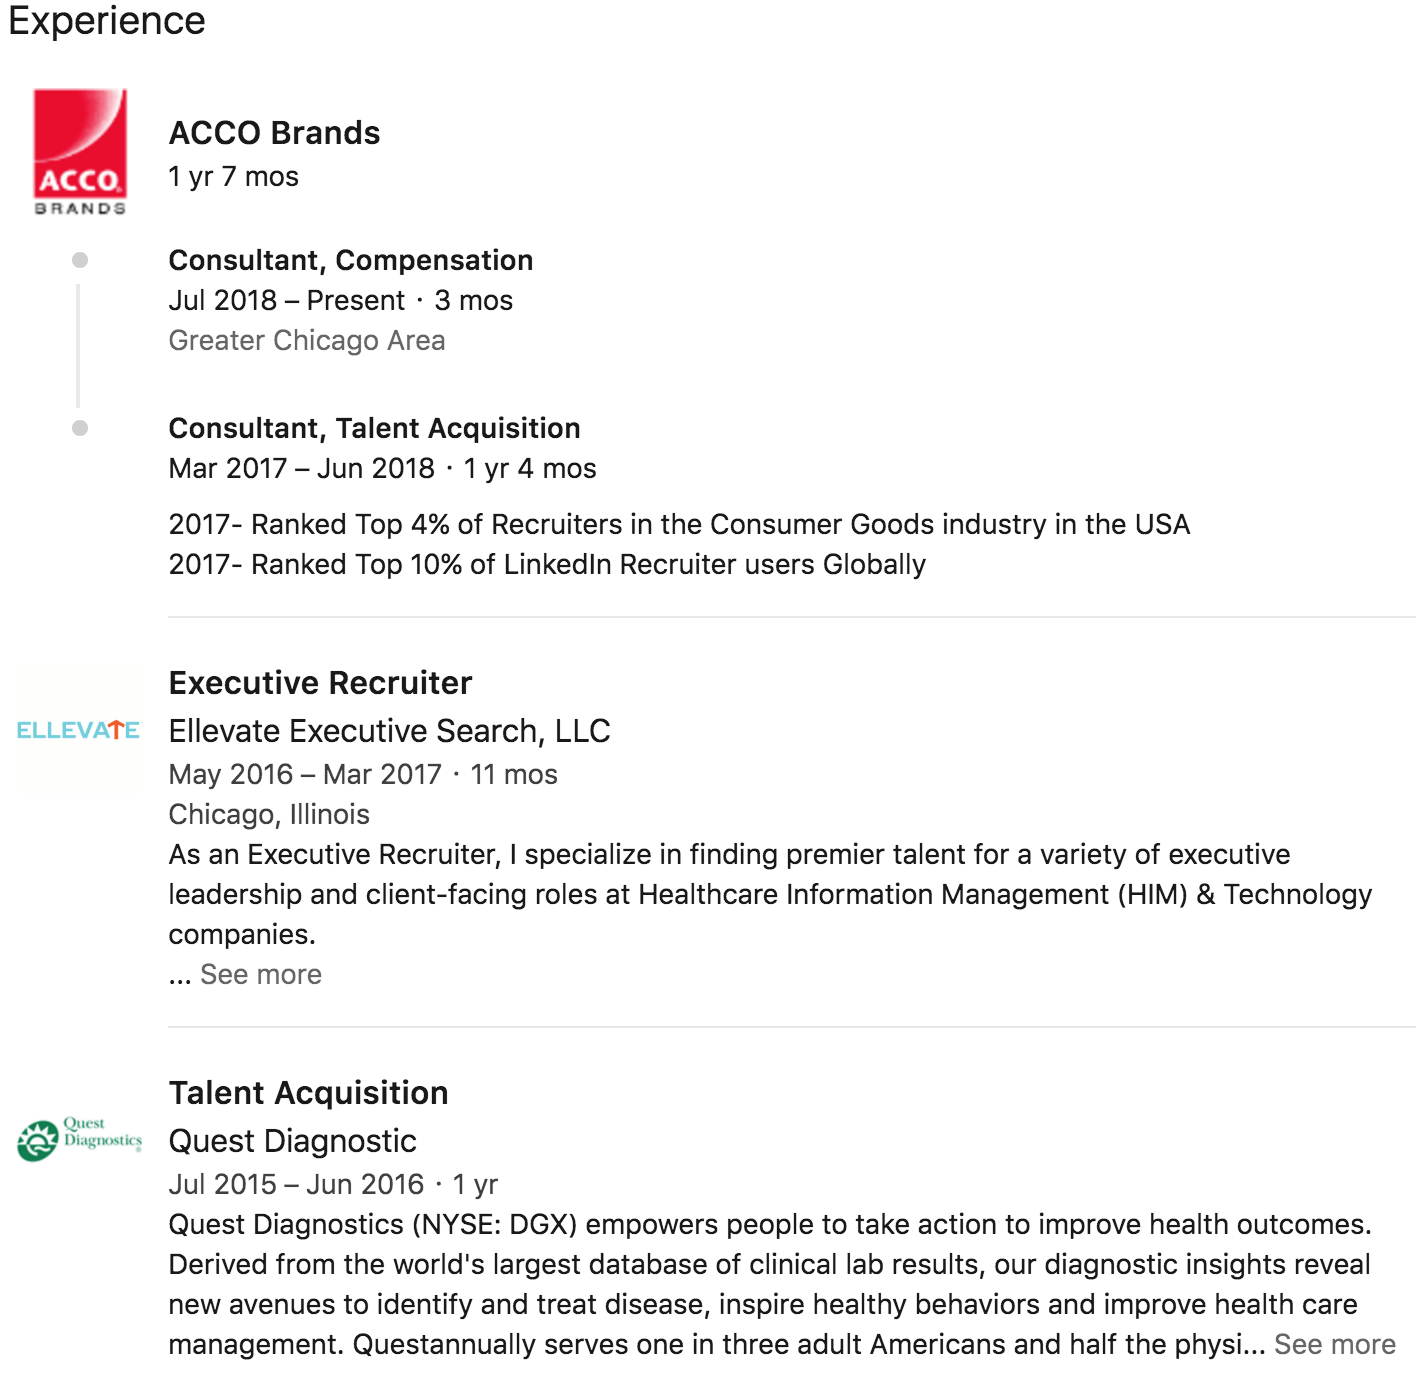 Experience
ACCO
BRANDS
ACCO Brands
1 yr 7 mos
Consultant, Compensation
Jul 2018 – Present · 3 mos
Greater Chicago Area
Consultant, Talent Acquisition
Mar 2017 – Jun 2018 · 1 yr 4 mos
2017- Ranked Top 4% of Recruiters in the Consumer Goods industry in the USA
2017- Ranked Top 10% of LinkedIn Recruiter users Globally
Executive Recruiter
ELLEVATE
Ellevate Executive Search, LLC
May 2016 – Mar 2017 · 11 mos
Chicago, Illinois
As an Executive Recruiter, I specialize in finding premier talent for a variety of executive
leadership and client-facing roles at Healthcare Information Management (HIM) & Technology
companies.
... See more
Talent Acquisition
Quest
Diagnostics
Quest Diagnostic
Jul 2015 – Jun 2016 · 1 yr
Quest Diagnostics (NYSE: DGX) empowers people to take action to improve health outcomes.
Derived from the world's largest database of clinical lab results, our diagnostic insights reveal
new avenues to identify and treat disease, inspire healthy behaviors and improve health care
management. Questannually serves one in three adult Americans and half the physi... See more